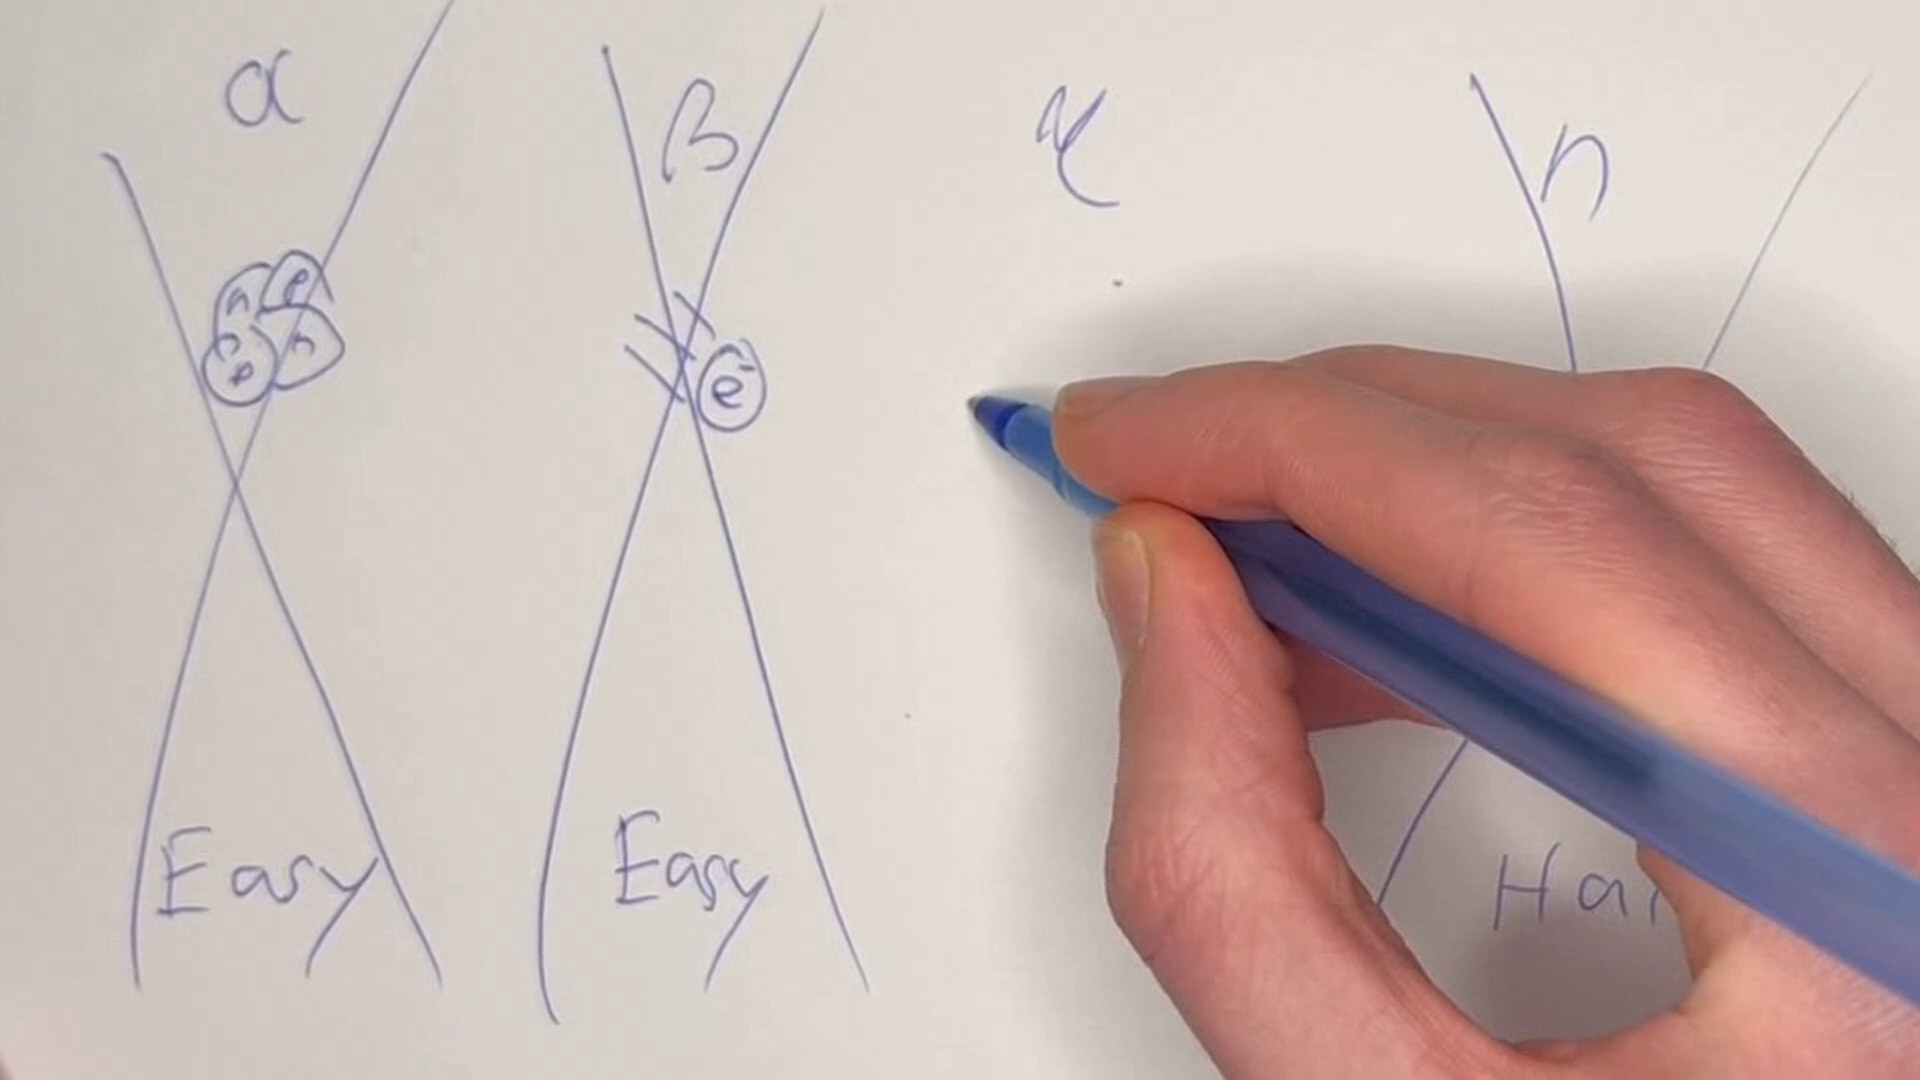 α β γ n
n p
n n
p
e⁻
Easy Easy